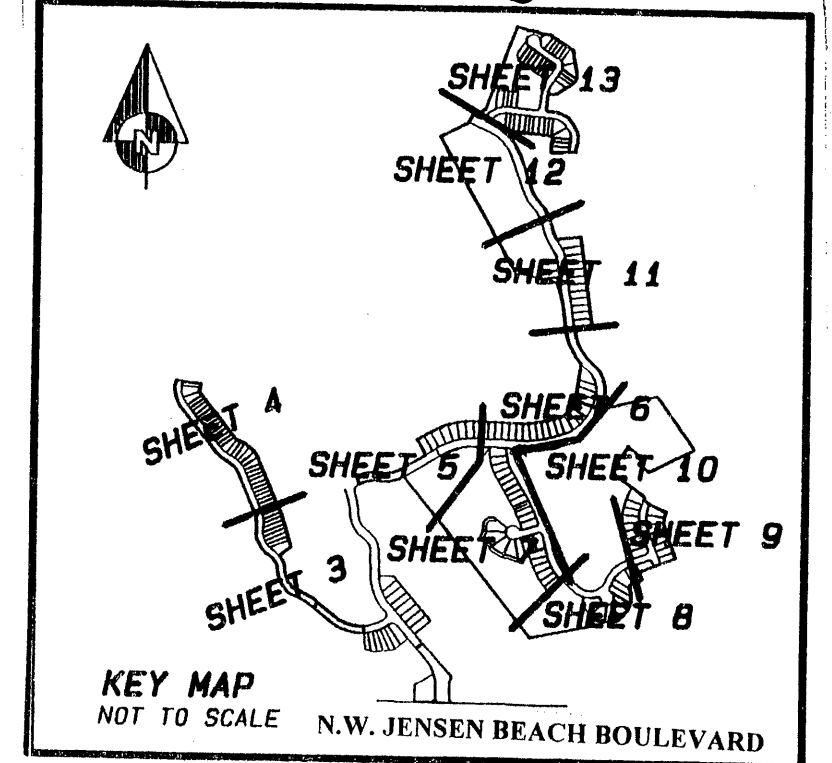 SHEET 13
N
SHEET 12
SHEET 11
SHEET 4
SHEET 6
SHEET 5
SHEET 10
SHEET 7
SHEET 9
SHEET 3
SHEET 8
KEY MAP
NOT TO SCALE
N.W. JENSEN BEACH BOULEVARD